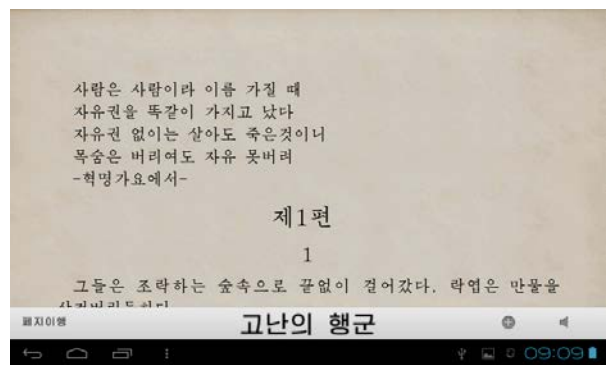 사람은 사람이라 이름 가질 때
자유권을 똑같이 가지고 났다
자유권 없이는 살아도 죽은것이니
목숨은 버리여도 자유 못버려
-혁명가요에서-
제1편
1
그들은 조락하는 숲속으로 끝없이 걸어갔다. 락엽은 만물을
페지이행
고난의 행군
09:09